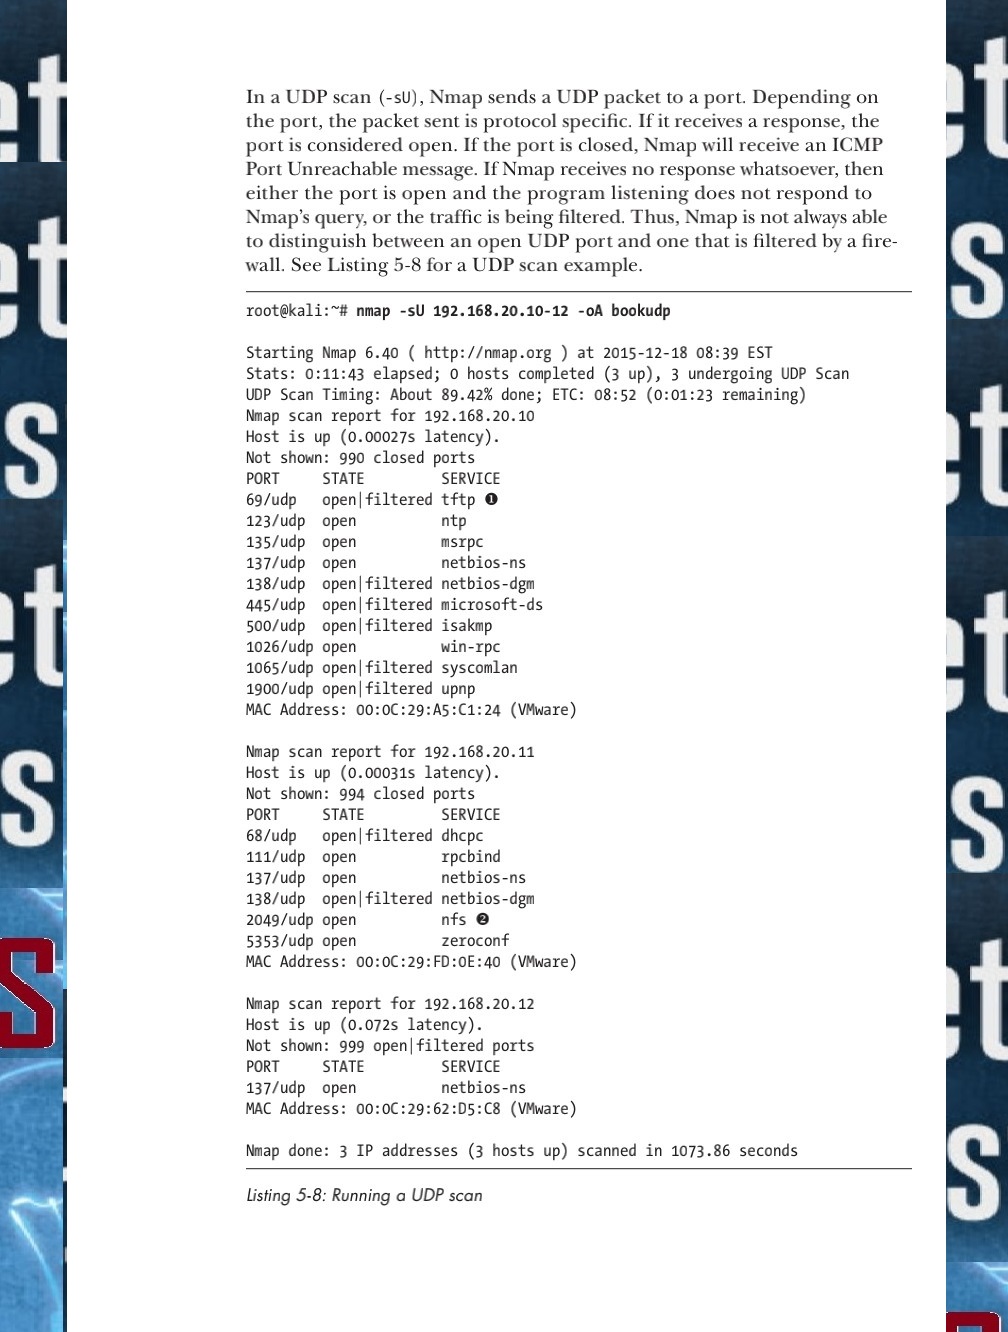 In a UDP scan (-sU), Nmap sends a UDP packet to a port. Depending on
the port, the packet sent is protocol specific. If it receives a response, the
port is considered open. If the port is closed, Nmap will receive an ICMP
Port Unreachable message. If Nmap receives no response whatsoever, then
either the port is open and the program listening does not respond to
Nmap's query, or the traffic is being filtered. Thus, Nmap is not always able
to distinguish between an open UDP port and one that is filtered by a fire-
wall. See Listing 5-8 for a UDP scan example.
root@kali:~# nmap -sU 192.168.20.10-12 -oA bookudp
Starting Nmap 6.40 ( http://nmap.org ) at 2015-12-18 08:39 EST
Stats: 0:11:43 elapsed; 0 hosts completed (3 up), 3 undergoing UDP Scan
UDP Scan Timing: About 89.42% done; ETC: 08:52 (0:01:23 remaining)
Nmap scan report for 192.168.20.10
Host is up (0.00027s latency).
Not shown: 990 closed ports
PORT     STATE         SERVICE
69/udp   open|filtered tftp ❶
123/udp  open          ntp
135/udp  open          msrpc
137/udp  open          netbios-ns
138/udp  open|filtered netbios-dgm
445/udp  open|filtered microsoft-ds
500/udp  open|filtered isakmp
1026/udp open          win-rpc
1065/udp open|filtered syscomlan
1900/udp open|filtered upnp
MAC Address: 00:0C:29:A5:C1:24 (VMware)
Nmap scan report for 192.168.20.11
Host is up (0.00031s latency).
Not shown: 994 closed ports
PORT     STATE         SERVICE
68/udp   open|filtered dhcpc
111/udp  open          rpcbind
137/udp  open          netbios-ns
138/udp  open|filtered netbios-dgm
2049/udp open          nfs ❷
5353/udp open          zeroconf
MAC Address: 00:0C:29:FD:0E:40 (VMware)
Nmap scan report for 192.168.20.12
Host is up (0.072s latency).
Not shown: 999 open|filtered ports
PORT     STATE         SERVICE
137/udp  open          netbios-ns
MAC Address: 00:0C:29:62:D5:C8 (VMware)
Nmap done: 3 IP addresses (3 hosts up) scanned in 1073.86 seconds
Listing 5-8: Running a UDP scan